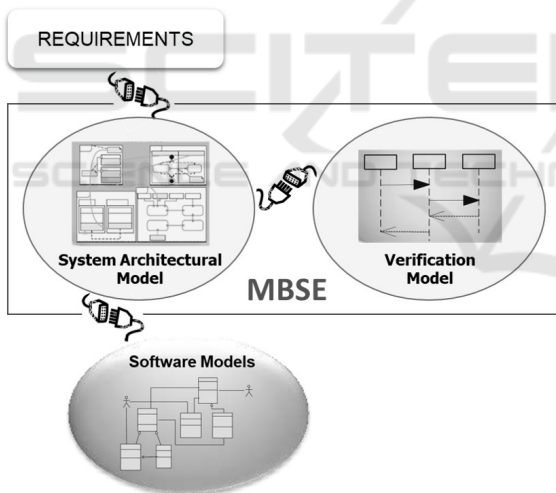 REQUIREMENTS
System Architectural
Model
Verification
Model
MBSE
Software Models